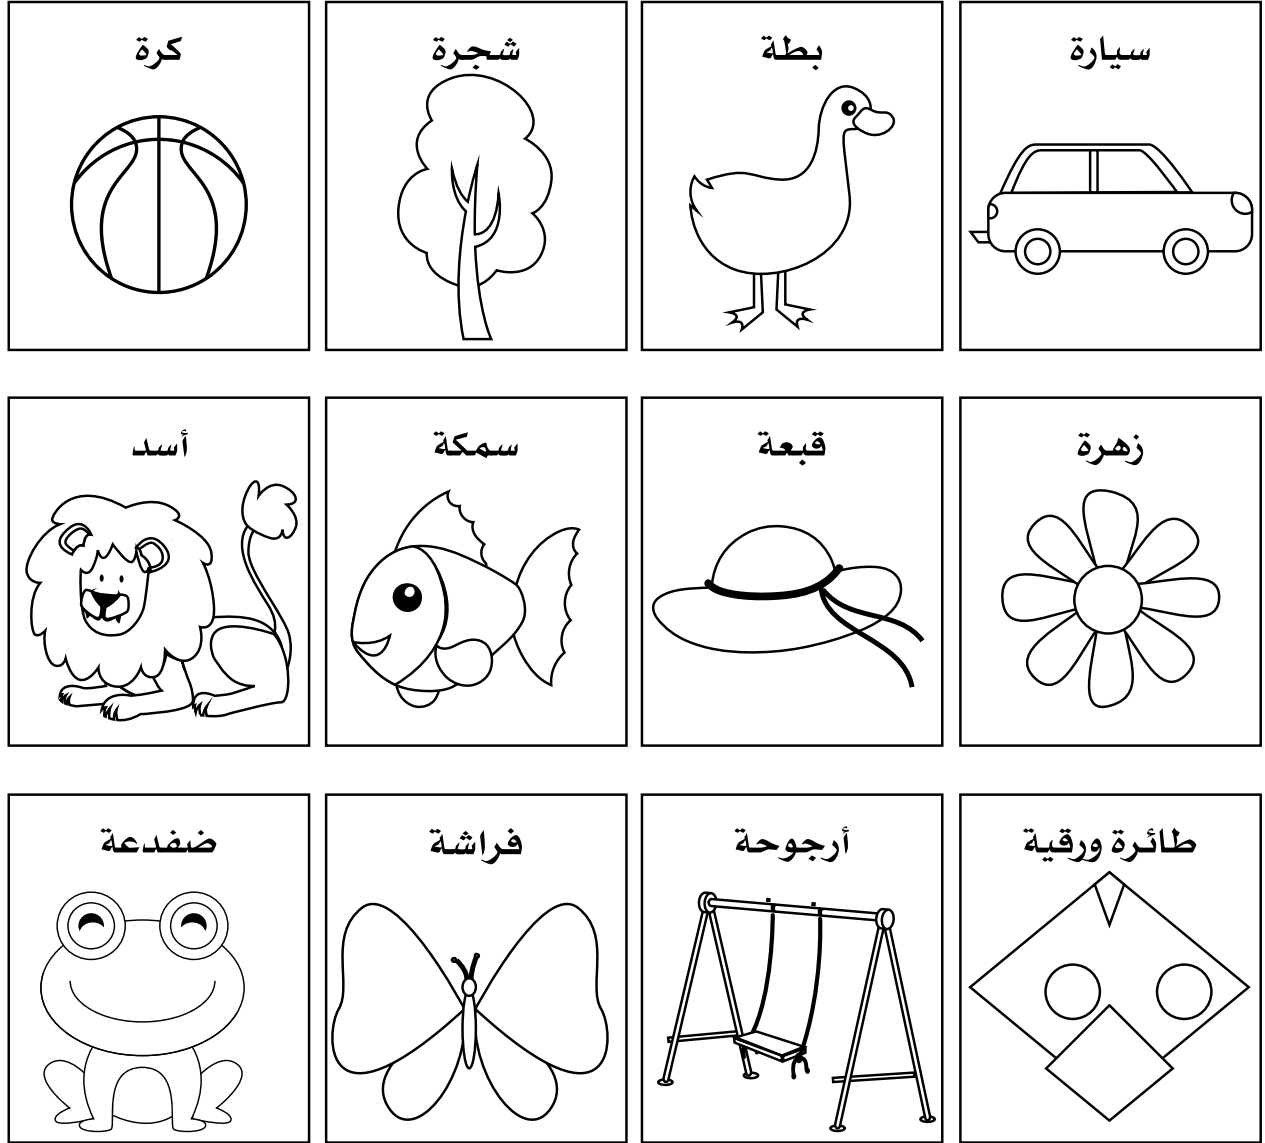 سيارة
بطة
شجرة
كرة
زهرة
قبعة
سمكة
أسد
طائرة ورقية
أرجوحة
فراشة
ضفدعة